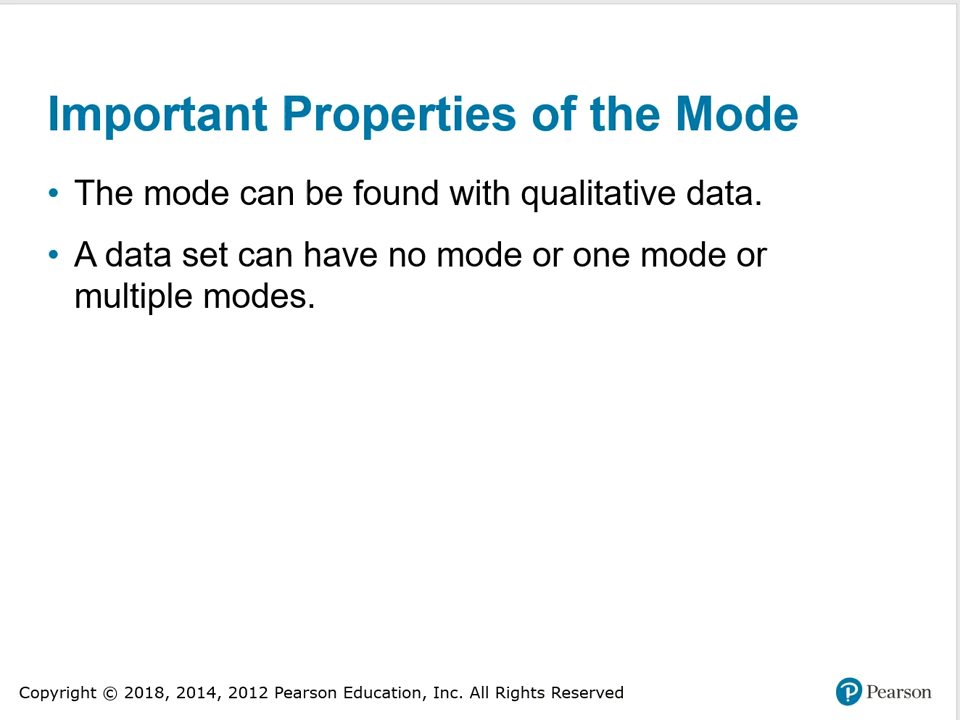 Important Properties of the Mode
• The mode can be found with qualitative data.
• A data set can have no mode or one mode or
multiple modes.
Copyright © 2018, 2014, 2012 Pearson Education, Inc. All Rights Reserved
P Pearson